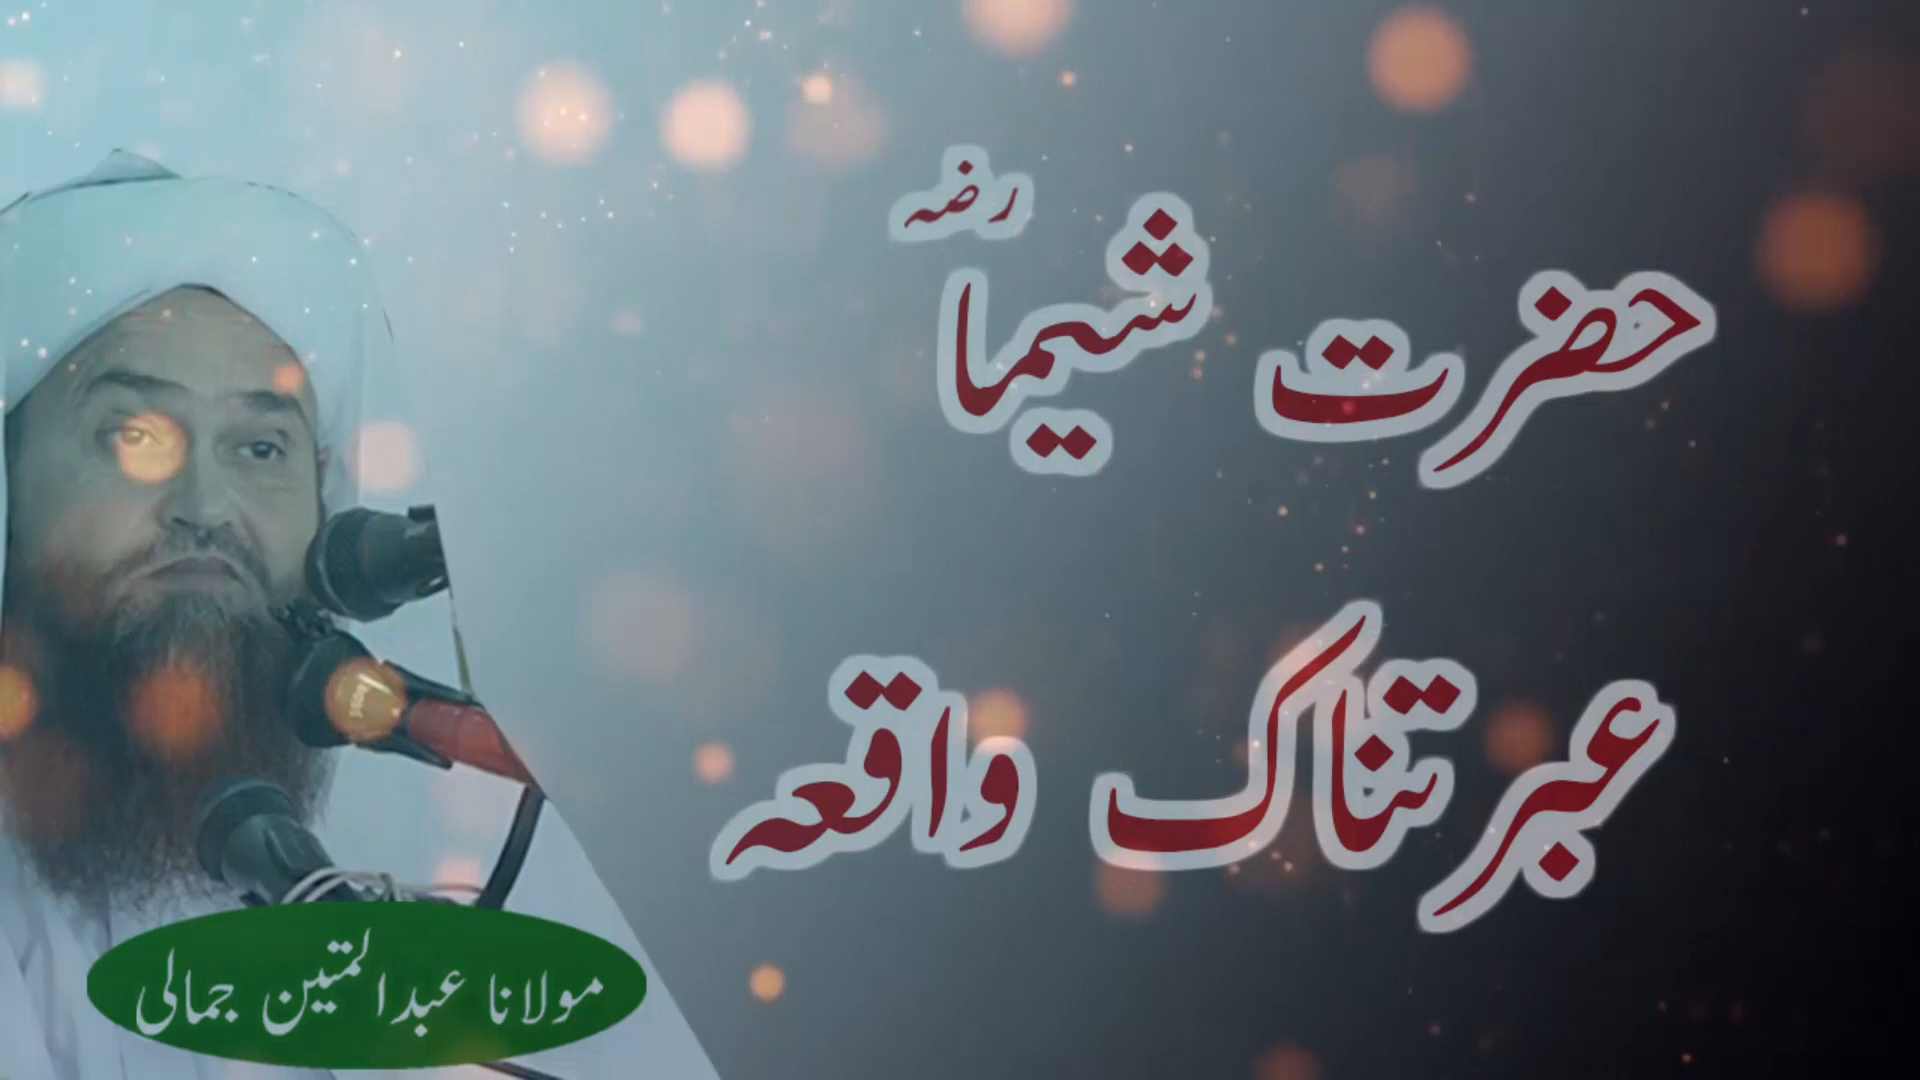 حضرت شیما رضہ
عبرتناک واقعہ
مولانا عبدالمتین جمالی